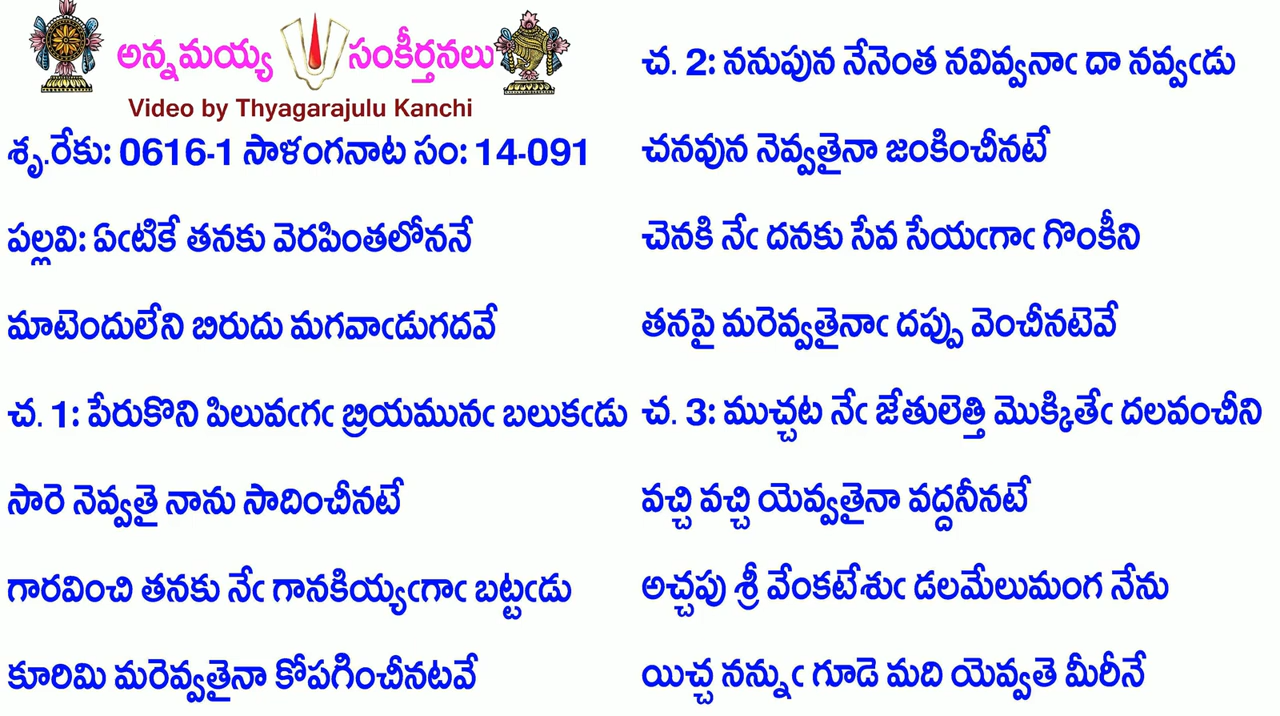 అన్నమయ్య సంకీర్తనలు
Video by Thyagarajulu Kanchi
శృ.రేకు: 0616-1 సాళంగనాట సం: 14-091
పల్లవి: ఏఁటికే తనకు వెరపింతలోననే
మాటెందులేని బిరుదు మగవాఁడుగదవే
చ. 1: పేరుకొని పిలువఁగఁ బ్రియమునఁ బలుకఁడు
సారె నెవ్వతై నాను సాదించీనటే
గారవించి తనకు నేఁ గానకియ్యఁగాఁ బట్టఁడు
కూరిమి మరెవ్వతైనా కోపగించీనటవే
చ. 2: ననుపున నేనెంత నవివ్వనాఁ దా నవ్వఁడు
చనవున నెవ్వతైనా జంకించీనటే
చెనకి నేఁ దనకు సేవ సేయఁగాఁ గొంకీని
తనపై మరెవ్వతైనాఁ దప్పు వెంచీనటెవే
చ. 3: ముచ్చట నేఁ జేతులెత్తి మొక్కితేఁ దలవంచీని
వచ్చి వచ్చి యెవ్వతైనా వద్దనీనటే
అచ్చపు శ్రీ వేంకటేశుఁ డలమేలుమంగ నేను
యిచ్చ నన్నుఁ గూడె మది యెవ్వతె మీరీనే